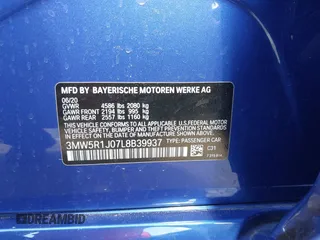 MFD BY BAYERISCHE MOTOREN WERKE AG
06/20
GVWR 4586 lbs 2080 kg
GAWR FRONT 2194 lbs 995 kg
GAWR REAR 2557 lbs 1160 kg
THIS VEHICLE CONFORMS TO ALL APPLICABLE U.S. FEDERAL MOTOR
VEHICLE SAFETY, BUMPER, AND THEFT PREVENTION STANDARDS IN
EFFECT ON THE DATE OF MANUFACTURE SHOWN ABOVE.
3MW5R1J07L8B39937 TYPE: PASSENGER CAR
C31
DREAMBID